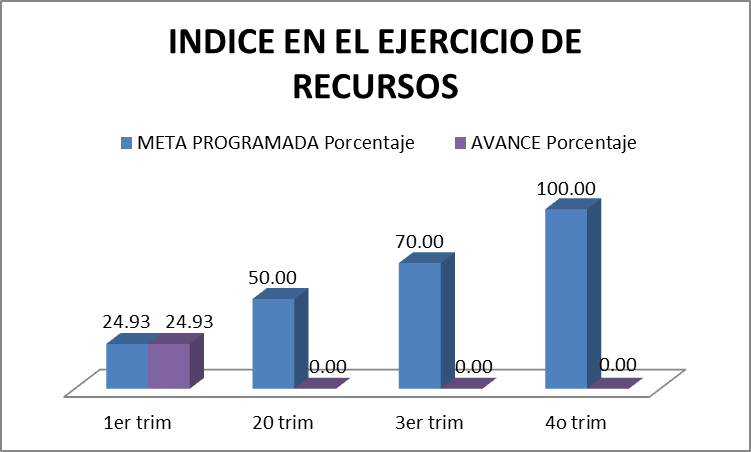 INDICE EN EL EJERCICIO DE
RECURSOS
META PROGRAMADA Porcentaje
AVANCE Porcentaje
100.00
70.00
50.00
24.93
24.93
0.00
0.00
0.00
1er trim
20 trim
3er trim
4o trim